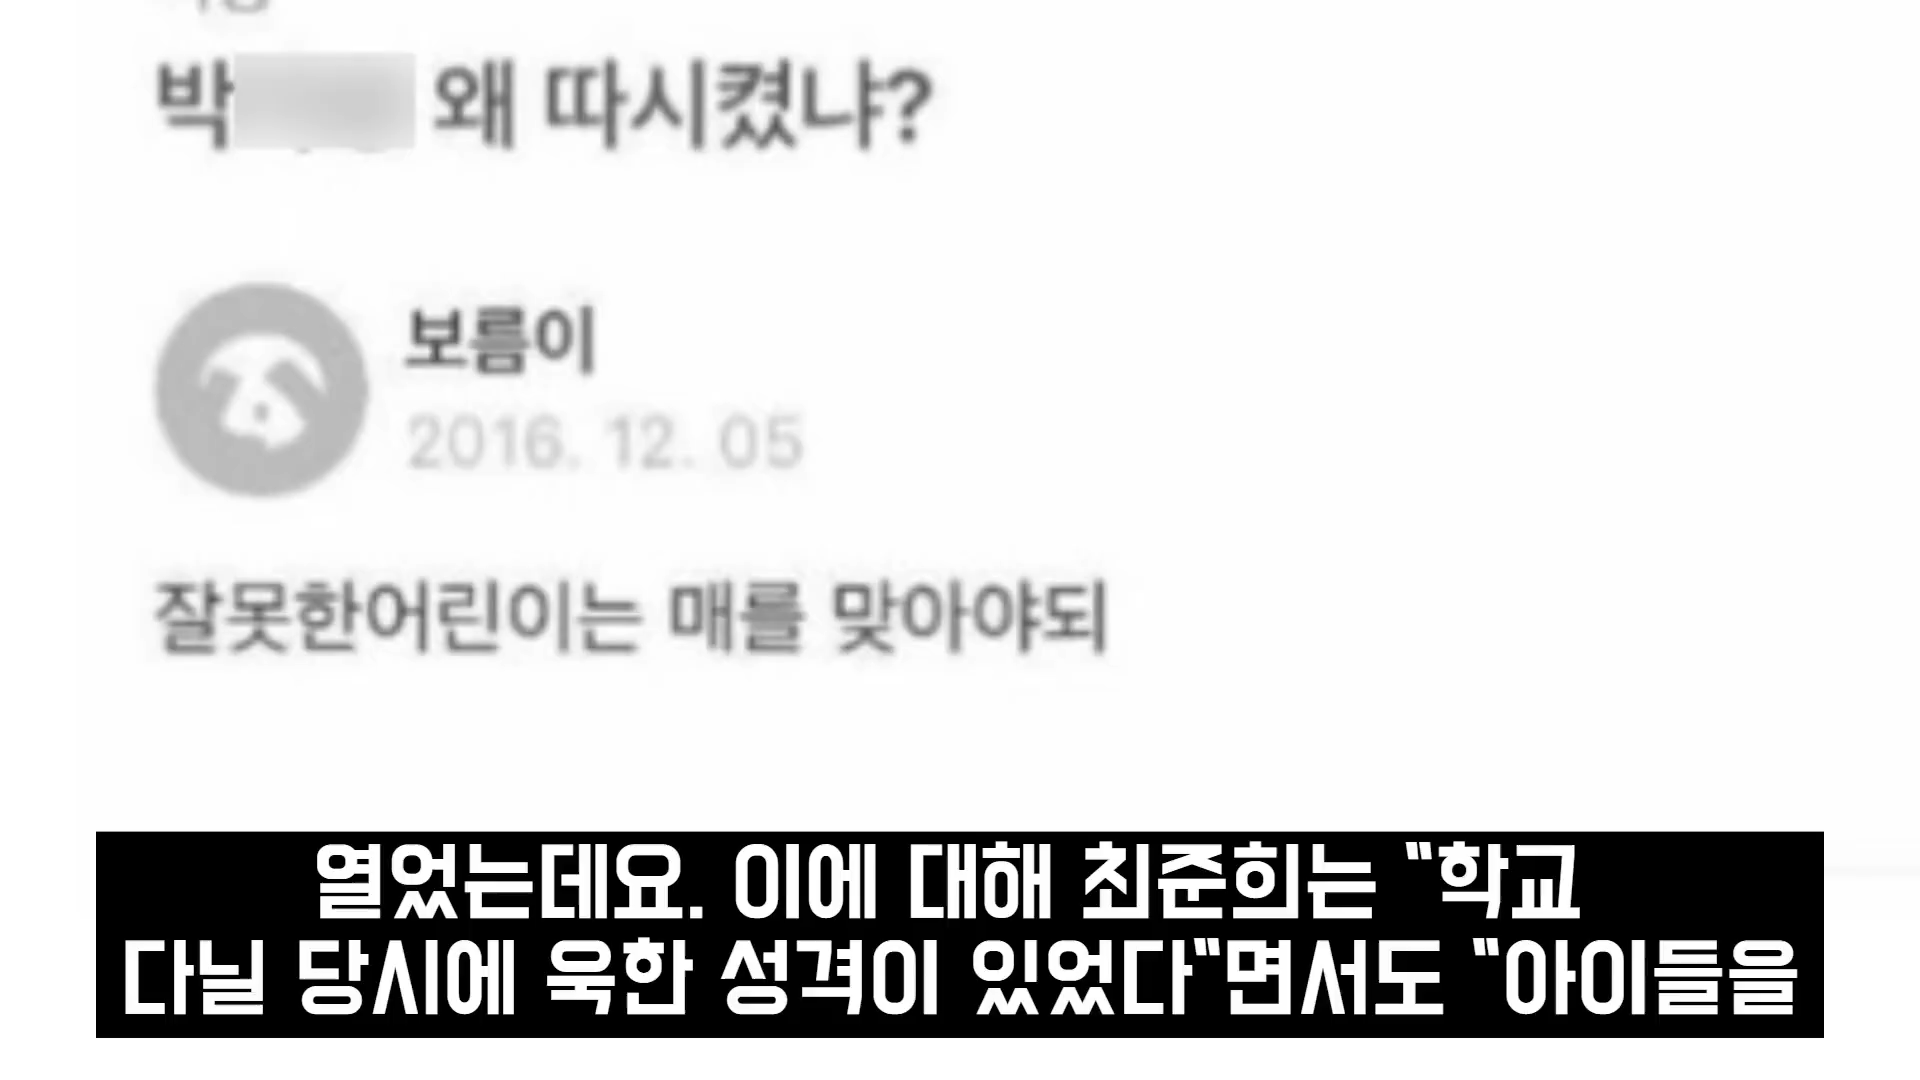 박 왜 따시켰냐?
보름이
2016. 12. 05
잘못한어린이는 매를 맞아야되
열었는데요. 이에 대해 최준희는 "학교
다닐 당시에 욱한 성격이 있었다"면서도 "아이들을